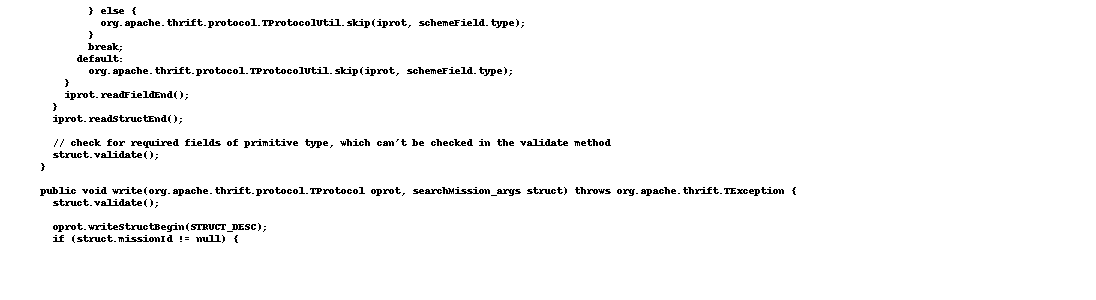 } else {
org.apache.thrift.protocol.TProtocolUtil.skip(iprot, schemeField.type);
}
break;
default:
org.apache.thrift.protocol.TProtocolUtil.skip(iprot, schemeField.type);
}
iprot.readFieldEnd();
}
iprot.readStructEnd();
// check for required fields of primitive type, which can't be checked in the validate method
struct.validate();
}
public void write(org.apache.thrift.protocol.TProtocol oprot, searchMission_args struct) throws org.apache.thrift.TException {
struct.validate();
oprot.writeStructBegin(STRUCT_DESC);
if (struct.missionId != null) {